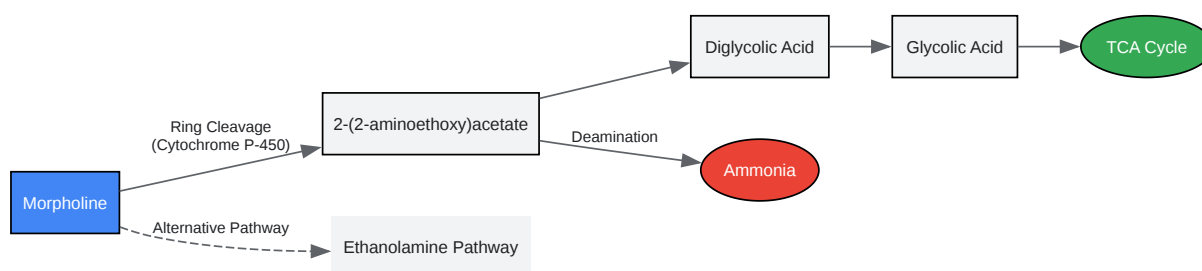 Morpholine
Ring Cleavage
(Cytochrome P-450)
Alternative Pathway
2-(2-aminoethoxy)acetate
Ethanolamine Pathway
Deamination
Diglycolic Acid
Ammonia
Glycolic Acid
TCA Cycle